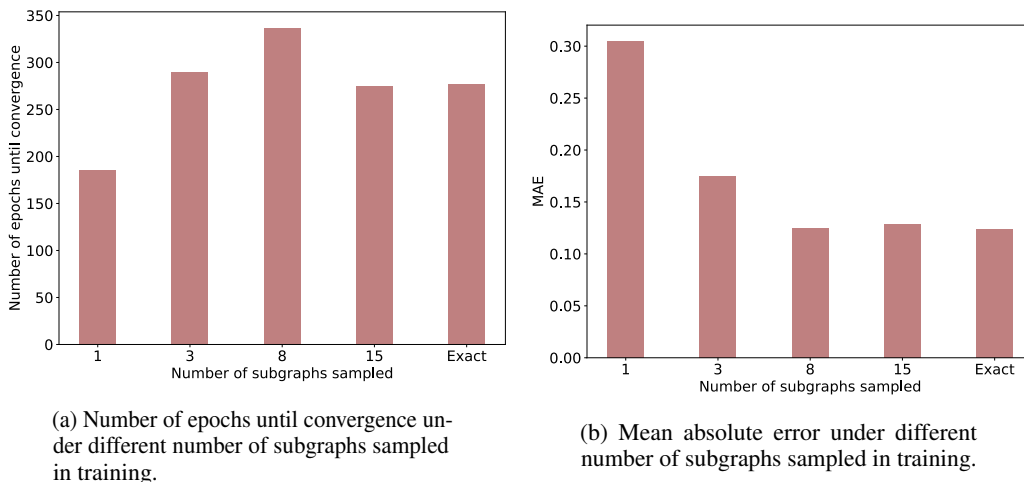 350
300
250
200
150
100
50
0
Number of epochs until convergence
1 3 8 15 Exact
Number of subgraphs sampled
(a) Number of epochs until convergence un-
der different number of subgraphs sampled
in training.
0.30
0.25
0.20
0.15
0.10
0.05
0.00
MAE
1 3 8 15 Exact
Number of subgraphs sampled
(b) Mean absolute error under different
number of subgraphs sampled in training.